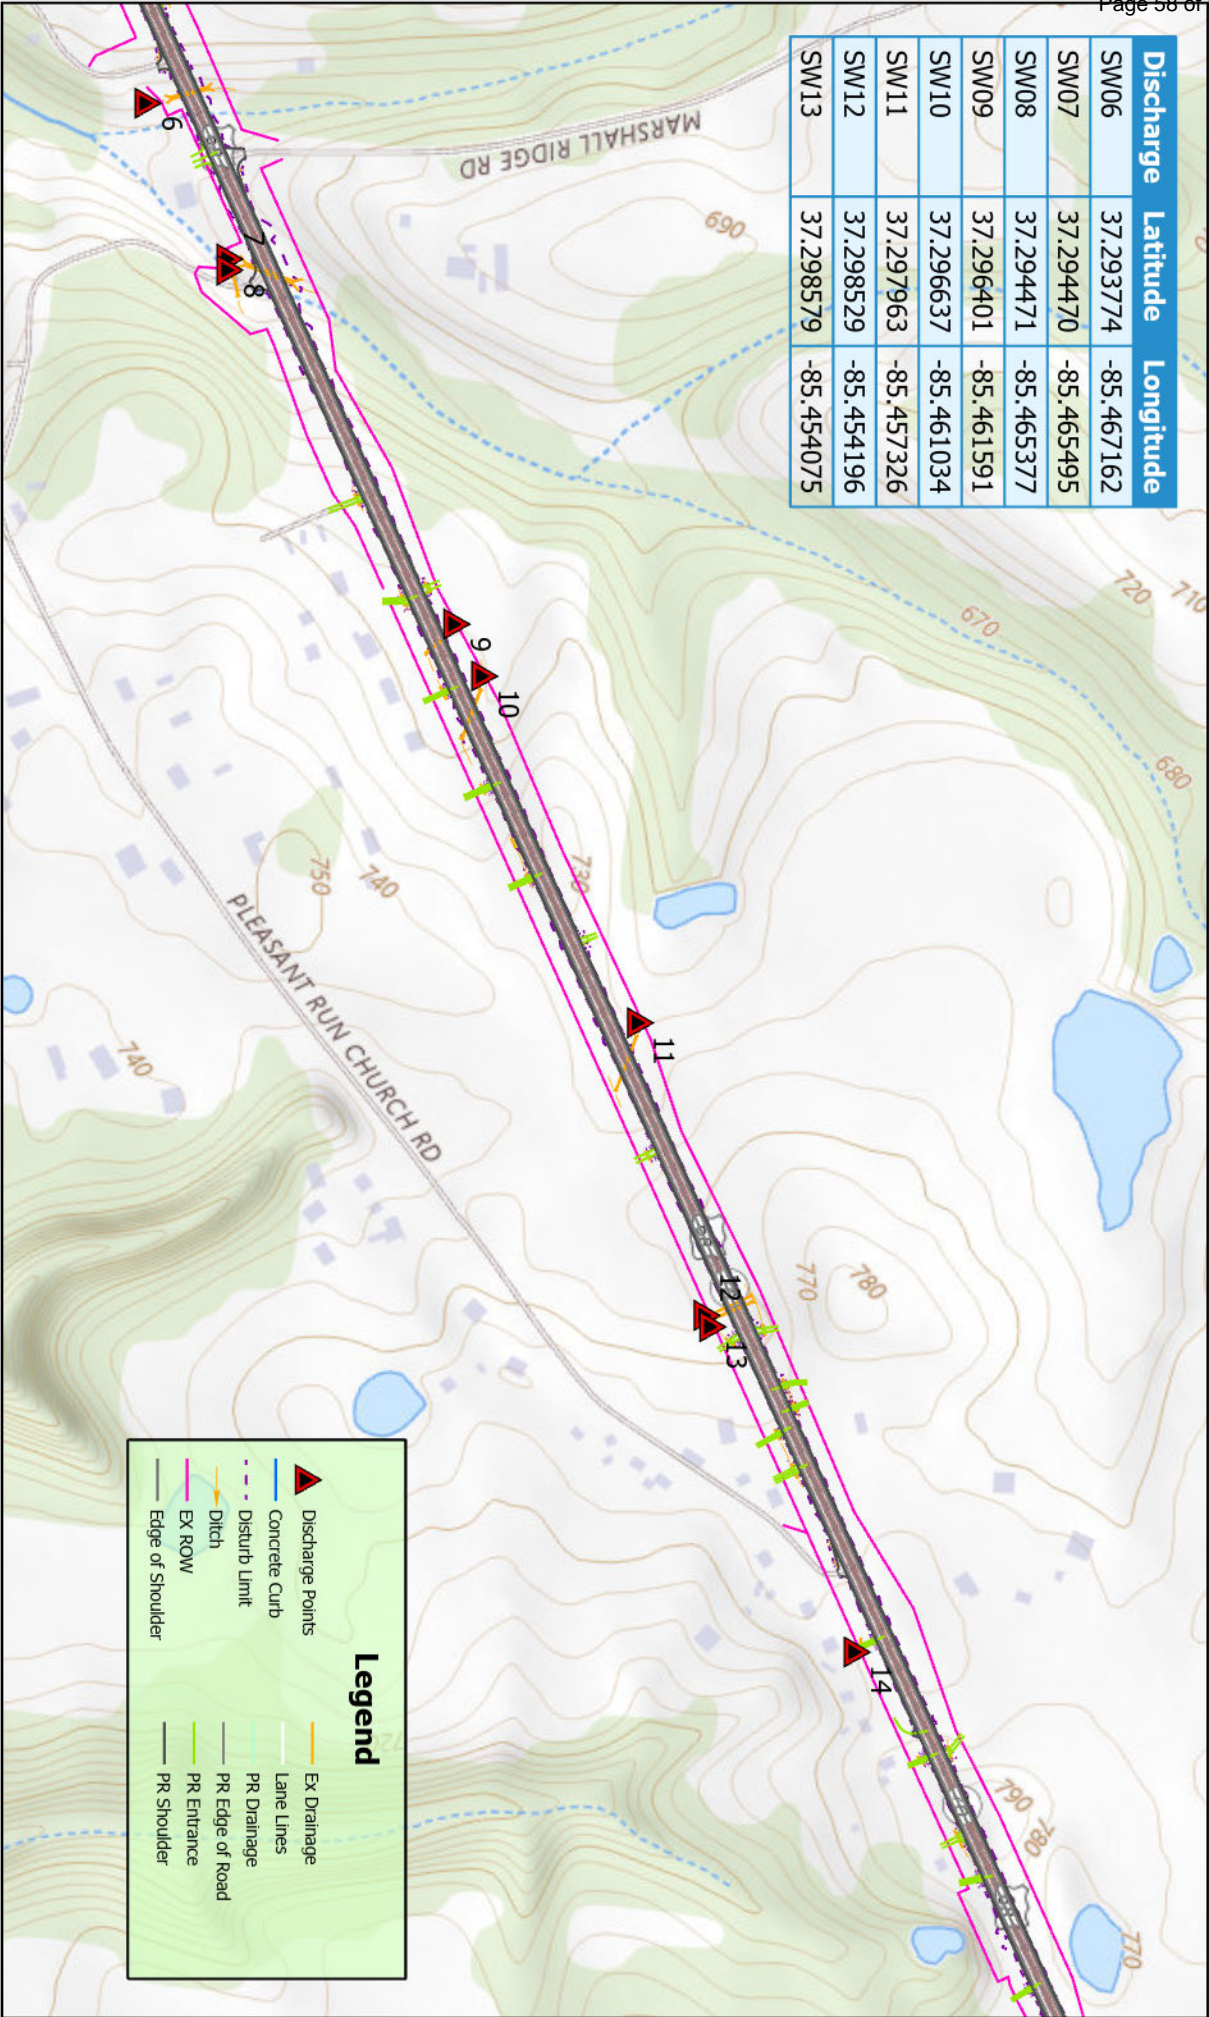 Page 58 of
Discharge Latitude Longitude
SW06 37.293774 -85.467162
SW07 37.294470 -85.465495
SW08 37.294471 -85.465377
SW09 37.296401 -85.461591
SW10 37.296637 -85.461034
SW11 37.297963 -85.457326
SW12 37.298529 -85.454196
SW13 37.298579 -85.454075
MARSHALL RIDGE RD
690
720
710
670
680
6
7
8
9
10
730
750
740
PLEASANT RUN CHURCH RD
740
11
770
780
12
13
14
790
780
770
Legend
Discharge Points
Concrete Curb
Disturb Limit
Ditch
EX ROW
Edge of Shoulder
Ex Drainage
Lane Lines
PR Drainage
PR Edge of Road
PR Entrance
PR Shoulder